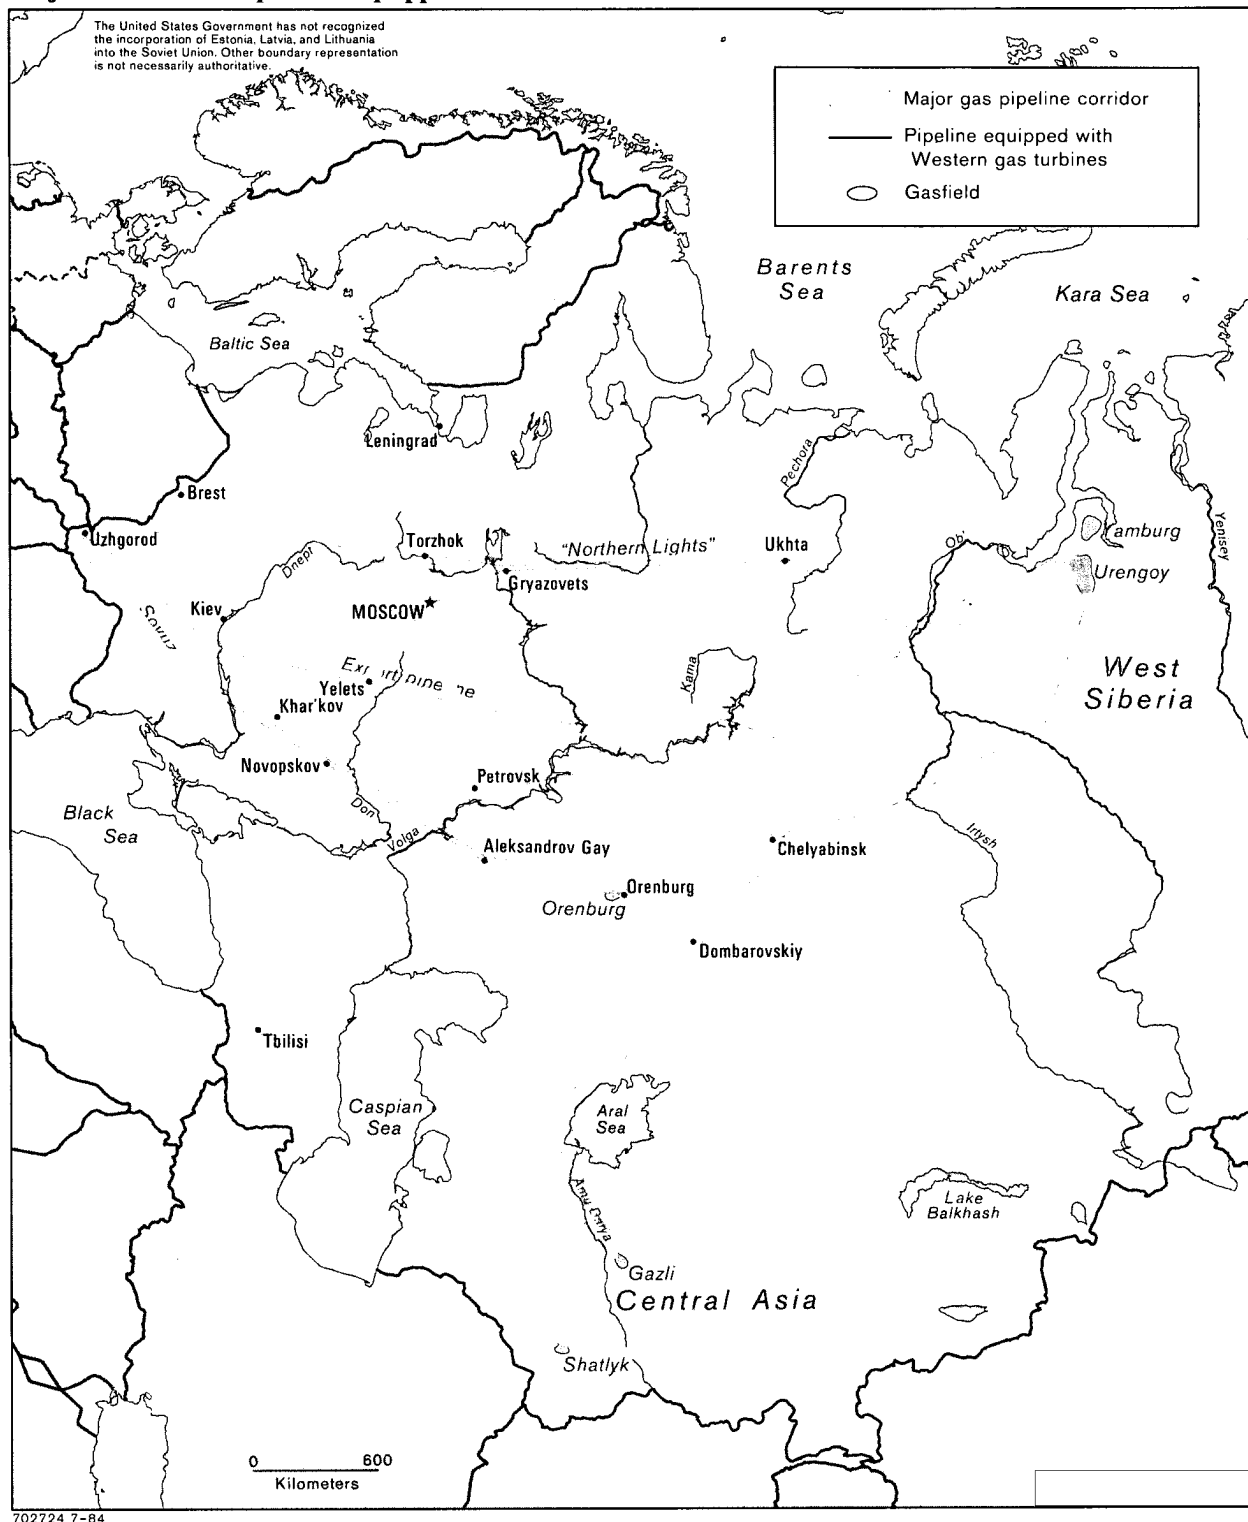 The United States Government has not recognized
the incorporation of Estonia, Latvia, and Lithuania
into the Soviet Union. Other boundary representation
is not necessarily authoritative.
Major gas pipeline corridor
Pipeline equipped with
Western gas turbines
Gasfield
Barents
Sea
Kara Sea
Baltic Sea
Leningrad
Pechora
Brest
Uzhgorod
Dnepr
Torzhok
"Northern Lights"
Ukhta
Ob'
Yamburg
Yenisey
Gryazovets
Urengoy
Kiev
MOSCOW
Soyuz
Kama
West
Siberia
Yelets
Khar'kov
Novopskov
Petrovsk
Black
Sea
Don
Volga
Aleksandrov Gay
Chelyabinsk
Irtysh
Orenburg
Orenburg
Dombarovskiy
Tbilisi
Caspian
Sea
Aral
Sea
Amu Darya
Lake
Balkhash
Gazli
Central Asia
Shatlyk
0 600
Kilometers
702724 7-84